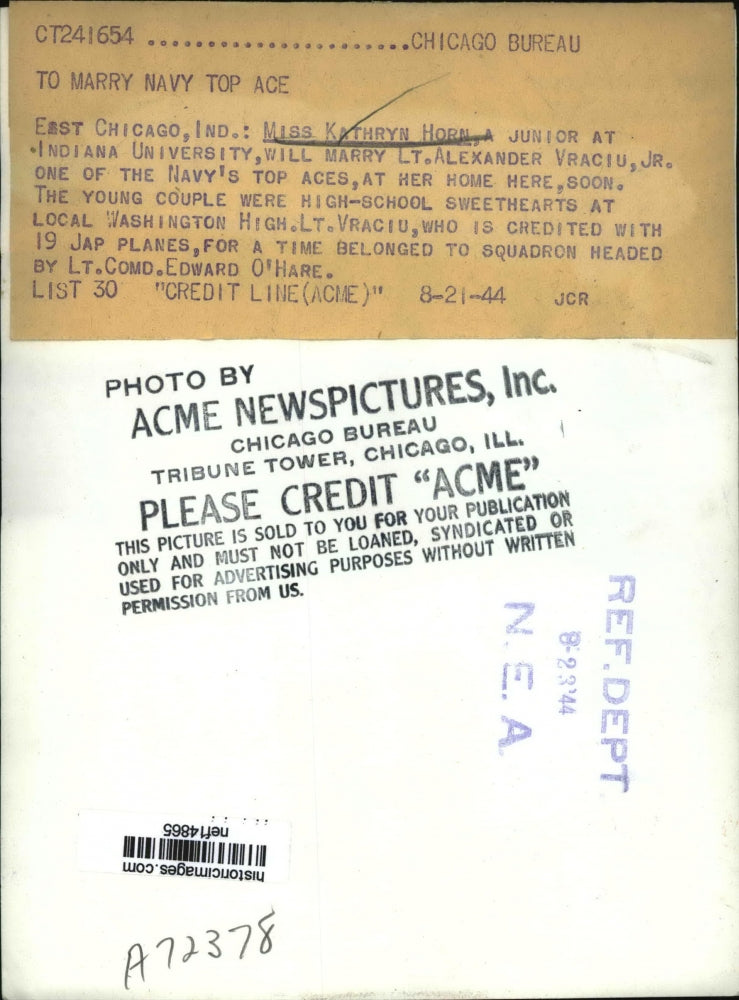 CT241654 ........................CHICAGO BUREAU
TO MARRY NAVY TOP ACE
EAST CHICAGO,IND.: MISS KATHRYN HORN,A JUNIOR AT
INDIANA UNIVERSITY,WILL MARRY LT.ALEXANDER VRACIU,JR.
ONE OF THE NAVY'S TOP ACES,AT HER HOME HERE,SOON.
THE YOUNG COUPLE WERE HIGH-SCHOOL SWEETHEARTS AT
LOCAL WASHINGTON HIGH.LT.VRACIU,WHO IS CREDITED WITH
19 JAP PLANES,FOR A TIME BELONGED TO SQUADRON HEADED
BY LT.COMD.EDWARD O'HARE.
LIST 30 "CREDIT LINE(ACME)" 8-21-44 JCR
PHOTO BY
ACME NEWSPICTURES, Inc.
CHICAGO BUREAU
TRIBUNE TOWER, CHICAGO, ILL.
PLEASE CREDIT "ACME"
THIS PICTURE IS SOLD TO YOU FOR YOUR PUBLICATION
ONLY AND MUST NOT BE LOANED, SYNDICATED OR
USED FOR ADVERTISING PURPOSES WITHOUT WRITTEN
PERMISSION FROM US.
REF. DEPT
8-23'44
N.E.A
historicimages.com
nef14865
A72378